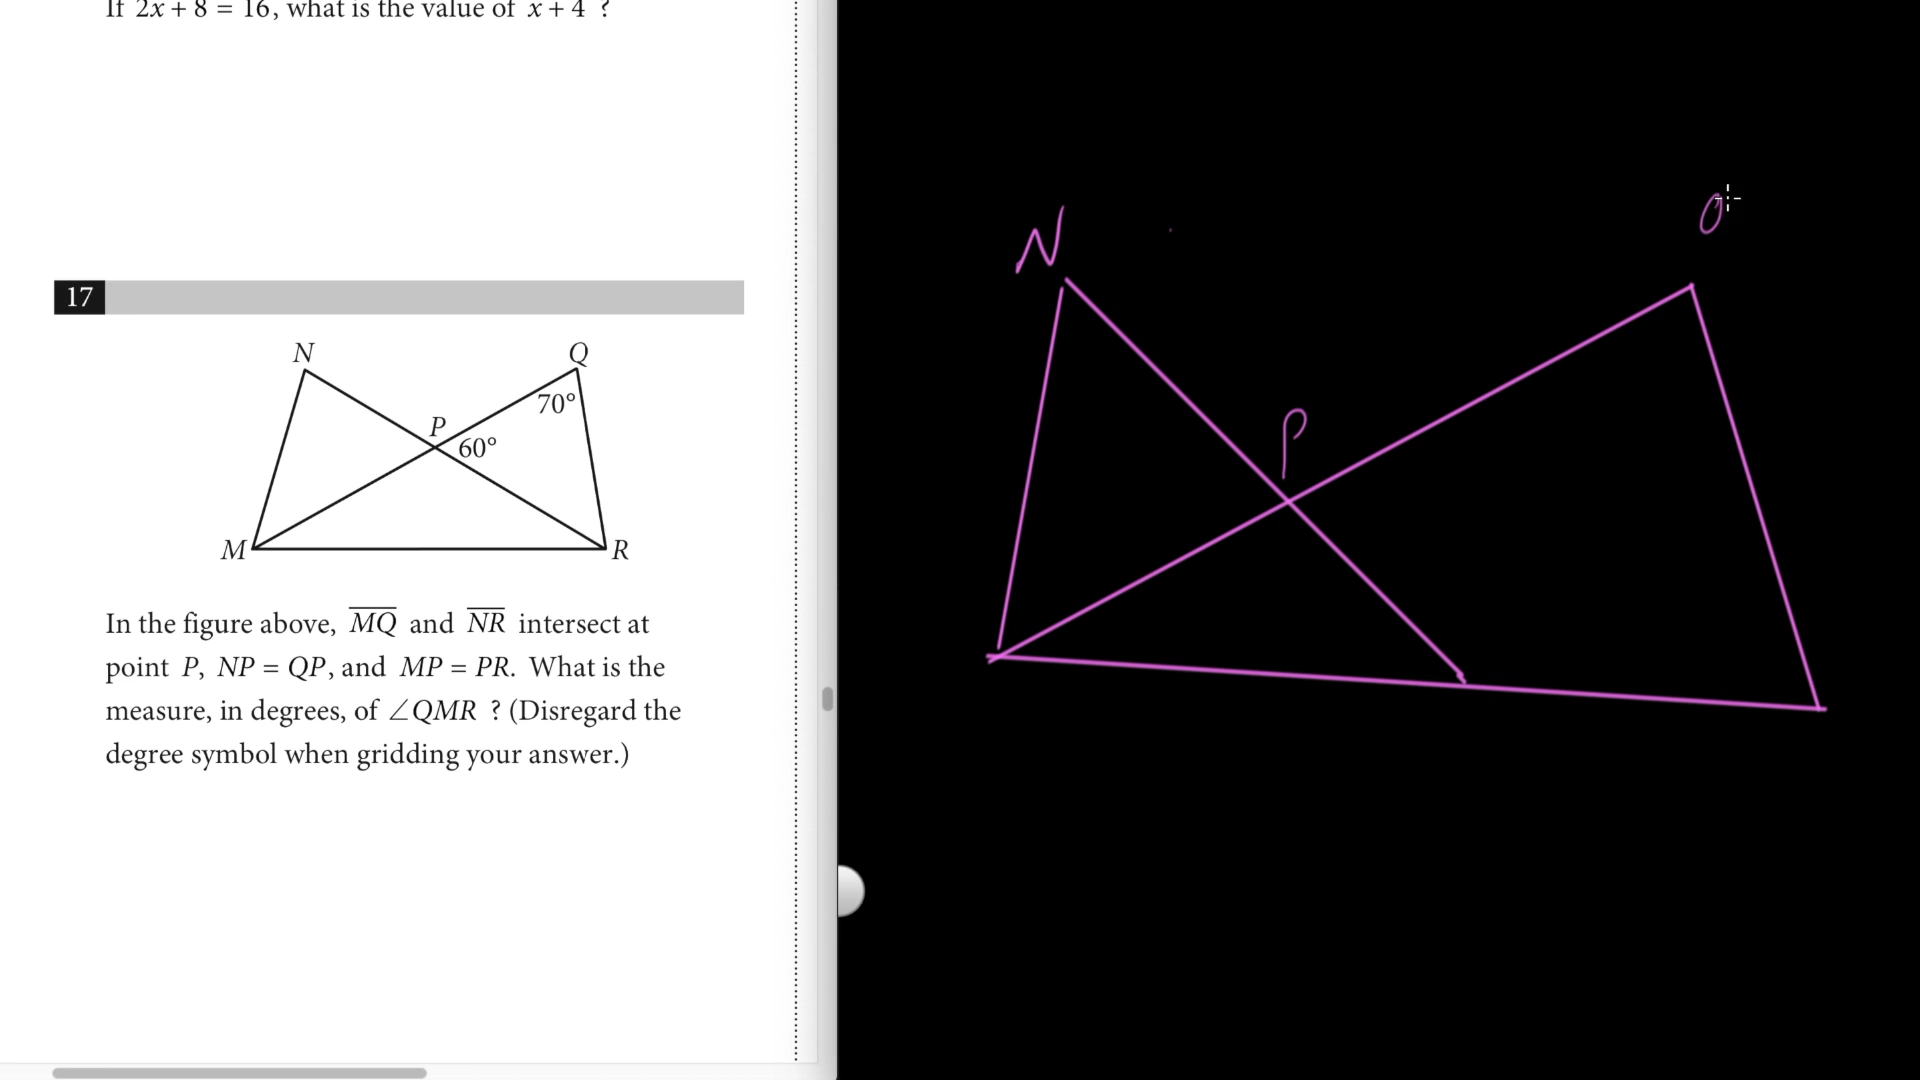 If 2x + 8 = 16, what is the value of x + 4 ?
17
N
Q
70°
P
60°
M
R
In the figure above, MQ and NR intersect at
point P, NP = QP, and MP = PR. What is the
measure, in degrees, of ∠QMR ? (Disregard the
degree symbol when gridding your answer.)
N
P